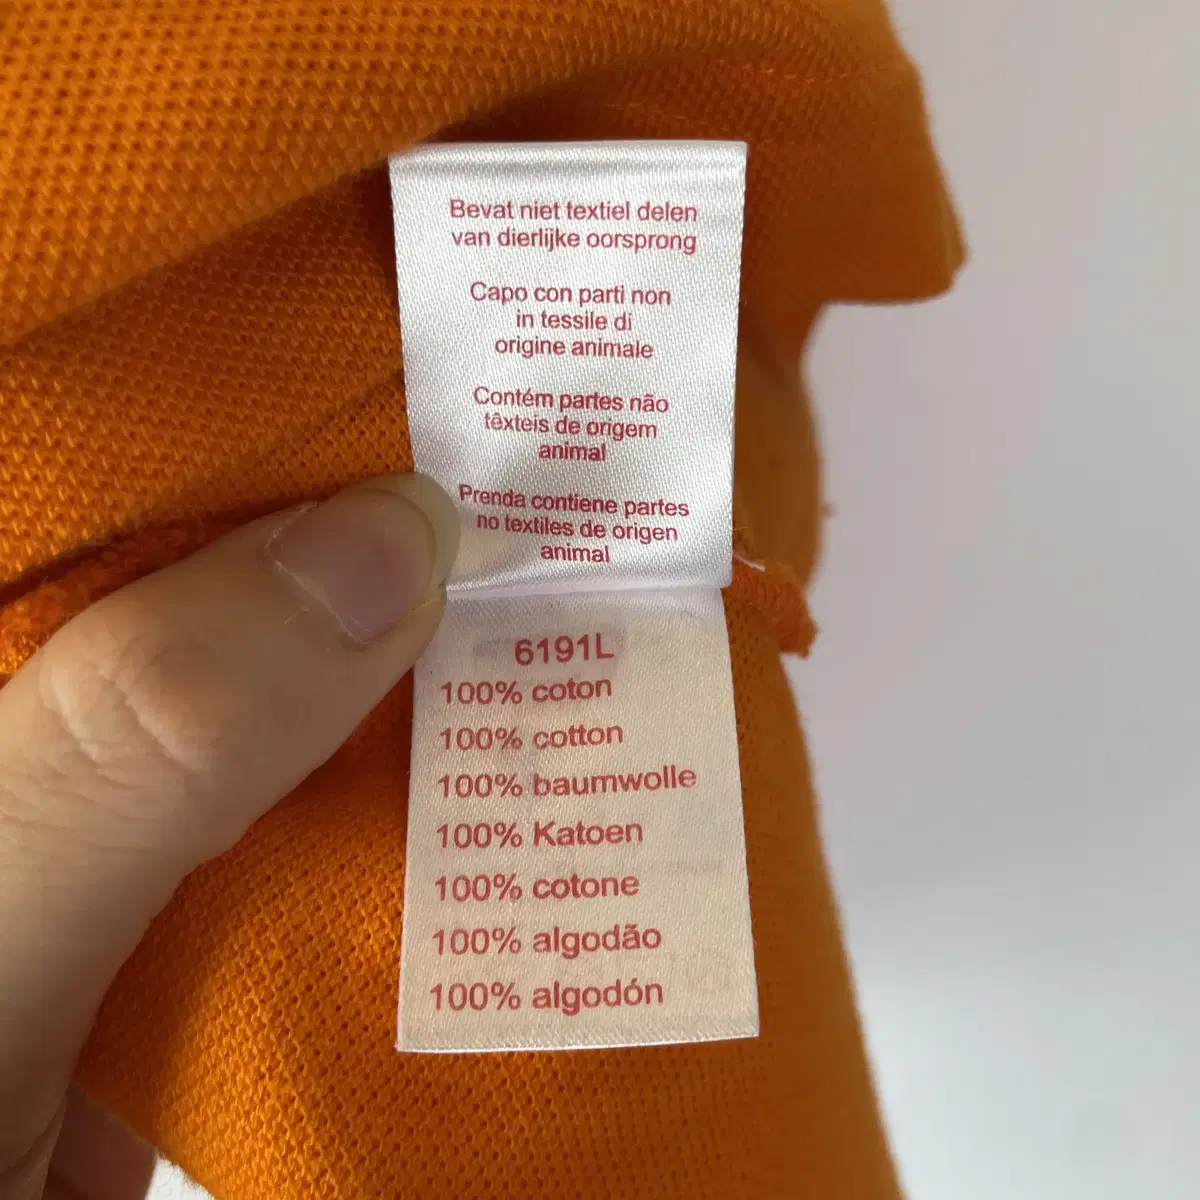 Bevat niet textiel delen
van dierlijke oorsprong
Capo con parti non
in tessile di
origine animale
Contém partes não
têxteis de origem
animal
Prenda contiene partes
no textiles de origen
animal
6191L
100% coton
100% cotton
100% baumwolle
100% Katoen
100% cotone
100% algodão
100% algodón